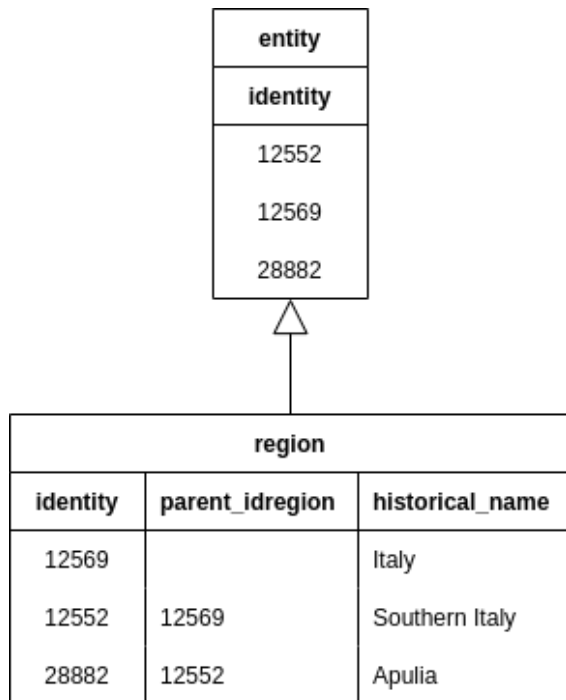 entity
identity
12552
12569
28882
region
identity parent_idregion historical_name
12569 Italy
12552 12569 Southern Italy
28882 12552 Apulia